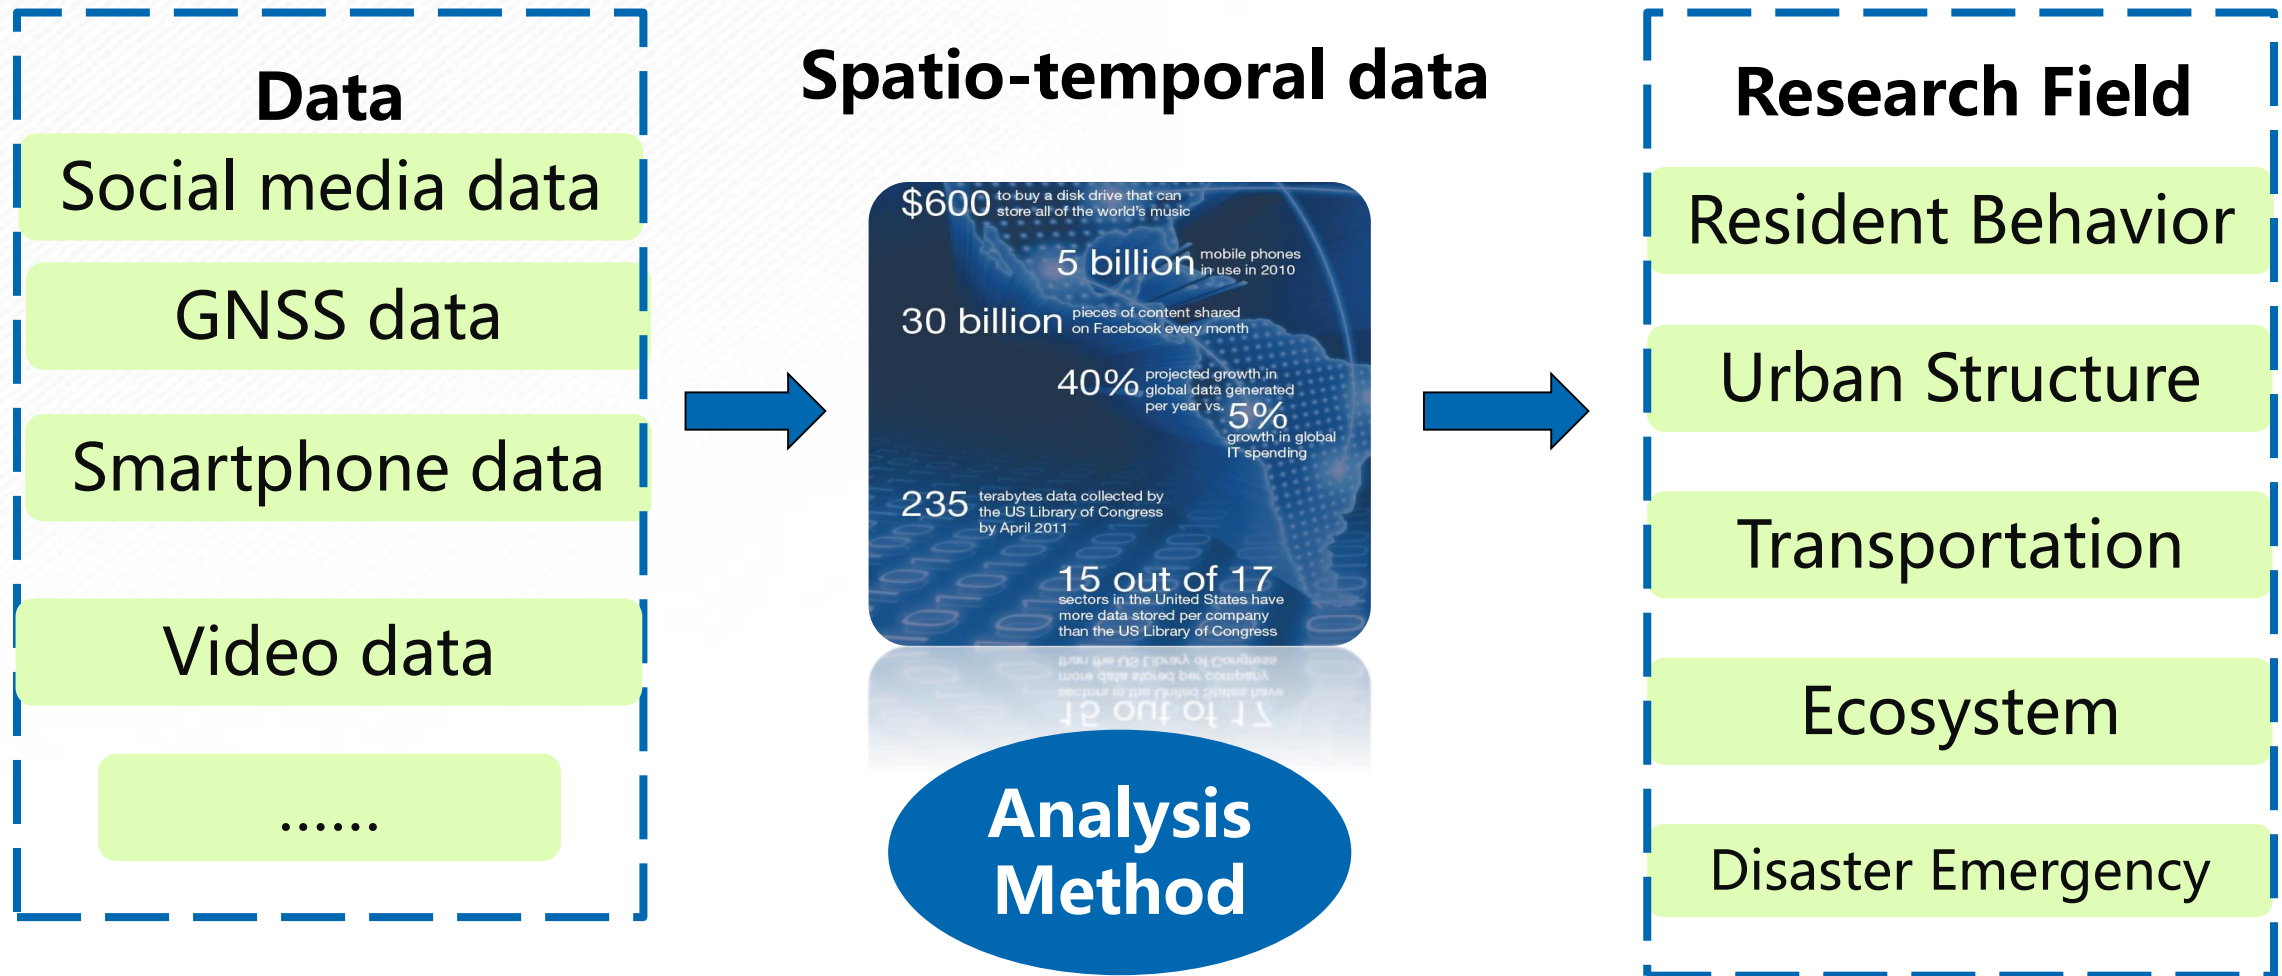 Data
Social media data
GNSS data
Smartphone data
Video data
......
Spatio-temporal data
$600 to buy a disk drive that can
store all of the world's music
5 billion mobile phones
in use in 2010
30 billion pieces of content shared
on Facebook every month
40% projected growth in
global data generated
per year vs. 5%
growth in global
IT spending
235 terabytes data collected by
the US Library of Congress
by April 2011
15 out of 17
sectors in the United States have
more data stored per company
than the US Library of Congress
Analysis
Method
Research Field
Resident Behavior
Urban Structure
Transportation
Ecosystem
Disaster Emergency